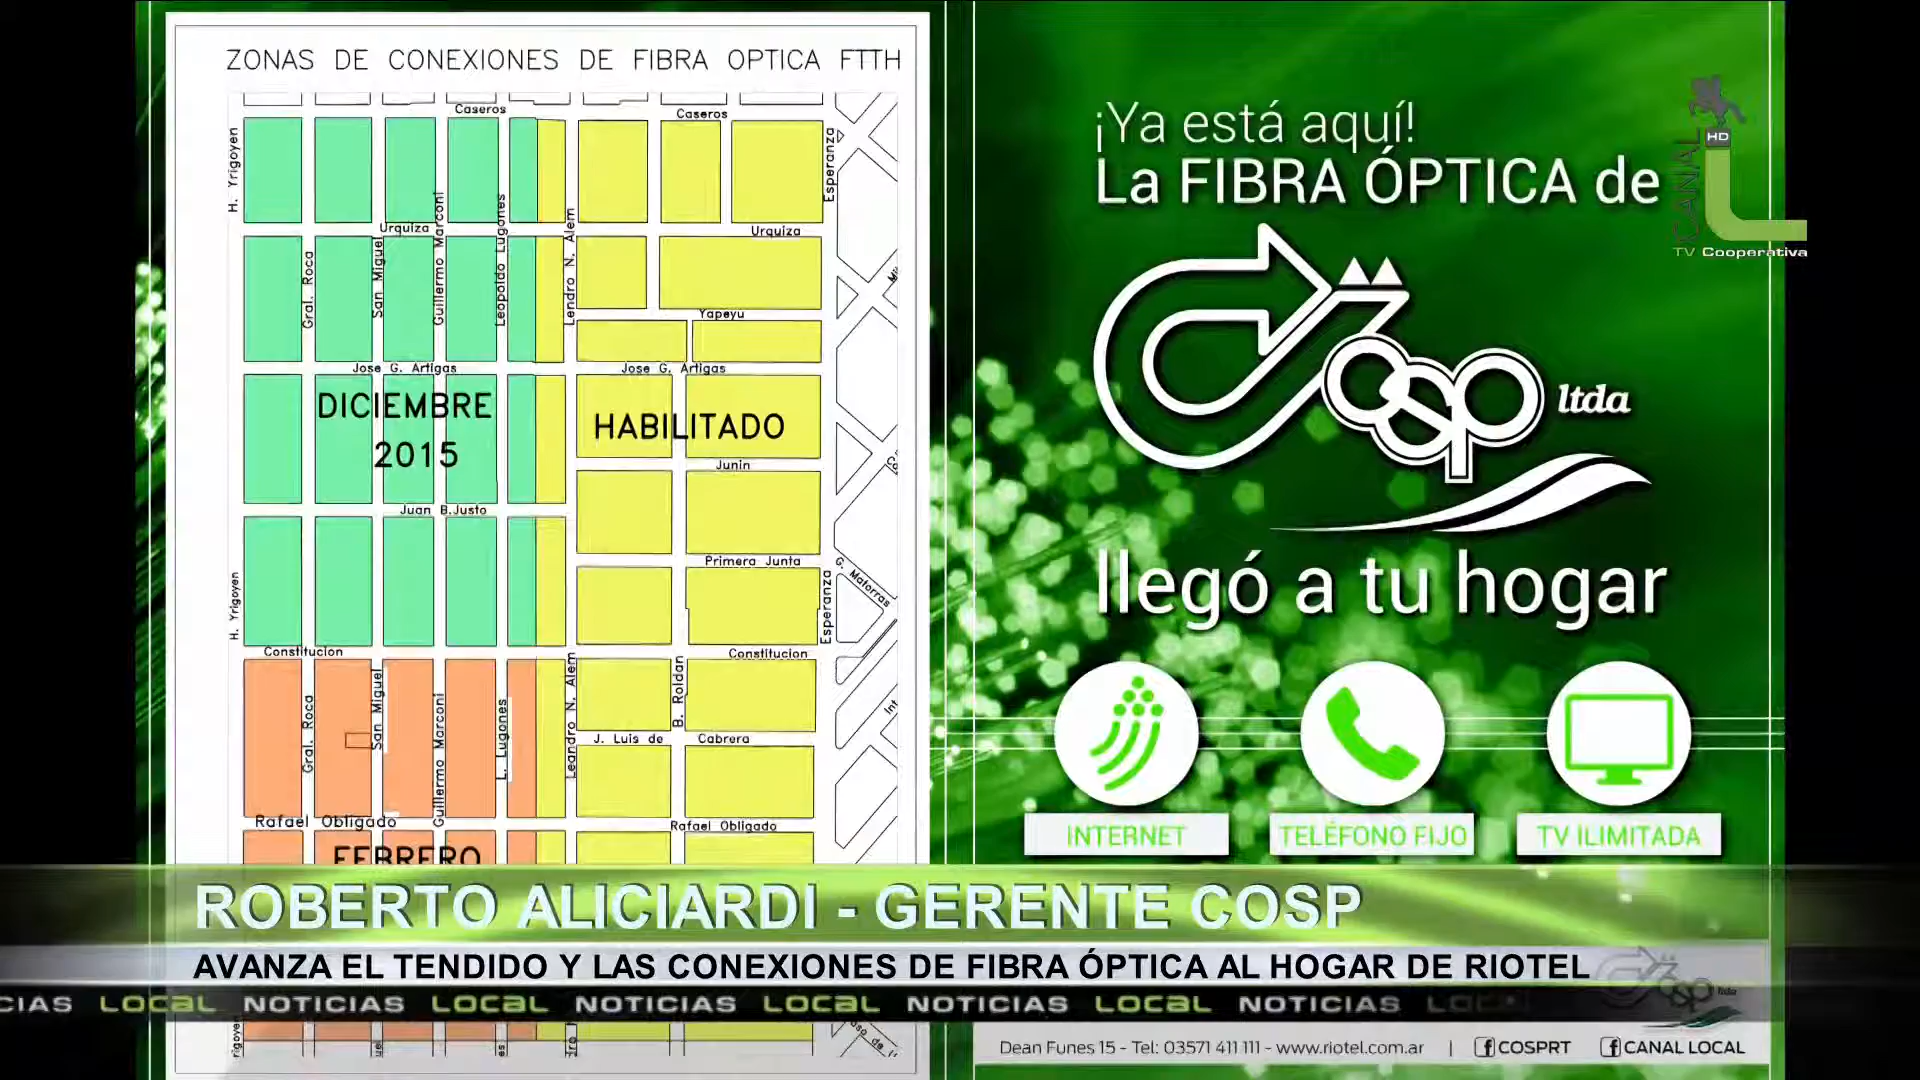 ZONAS DE CONEXIONES DE FIBRA OPTICA FTTH
Caseros
Caseros
H. Yrigoyen
Esperanza
Urquiza
Urquiza
Gral. Roca
San Miguel
Guillermo Marconi
Leopoldo Lugones
Lendro N. Alem
Yapeyu
Jose G. Artigas
Jose G. Artigas
DICIEMBRE
2015
HABILITADO
Junin
Juan B.Justo
Primera Junta
G. Matorras
H. Yrigoyen
Esperanza
Constitucion
Constitucion
Gral. Roca
San Miguel
Guillermo Marconi
L. Lugones
Leandro N. Alem
B. Roldan
J. Luis de Cabrera
Rafael Obligado
Rafael Obligado
FEBRERO
¡Ya está aquí!
La FIBRA ÓPTICA de
cosp ltda
llegó a tu hogar
INTERNET
TELÉFONO FIJO
TV ILIMITADA
CANAL
HD
L
TV Cooperativa
ROBERTO ALICIARDI - GERENTE COSP
AVANZA EL TENDIDO Y LAS CONEXIONES DE FIBRA ÓPTICA AL HOGAR DE RIOTEL
CIAS LOCAL NOTICIAS LOCAL NOTICIAS LOCAL NOTICIAS LOCAL NOTICIAS
Dean Funes 15 - Tel: 03571 411 111 - www.riotel.com.ar | f COSPRT f CANAL LOCAL